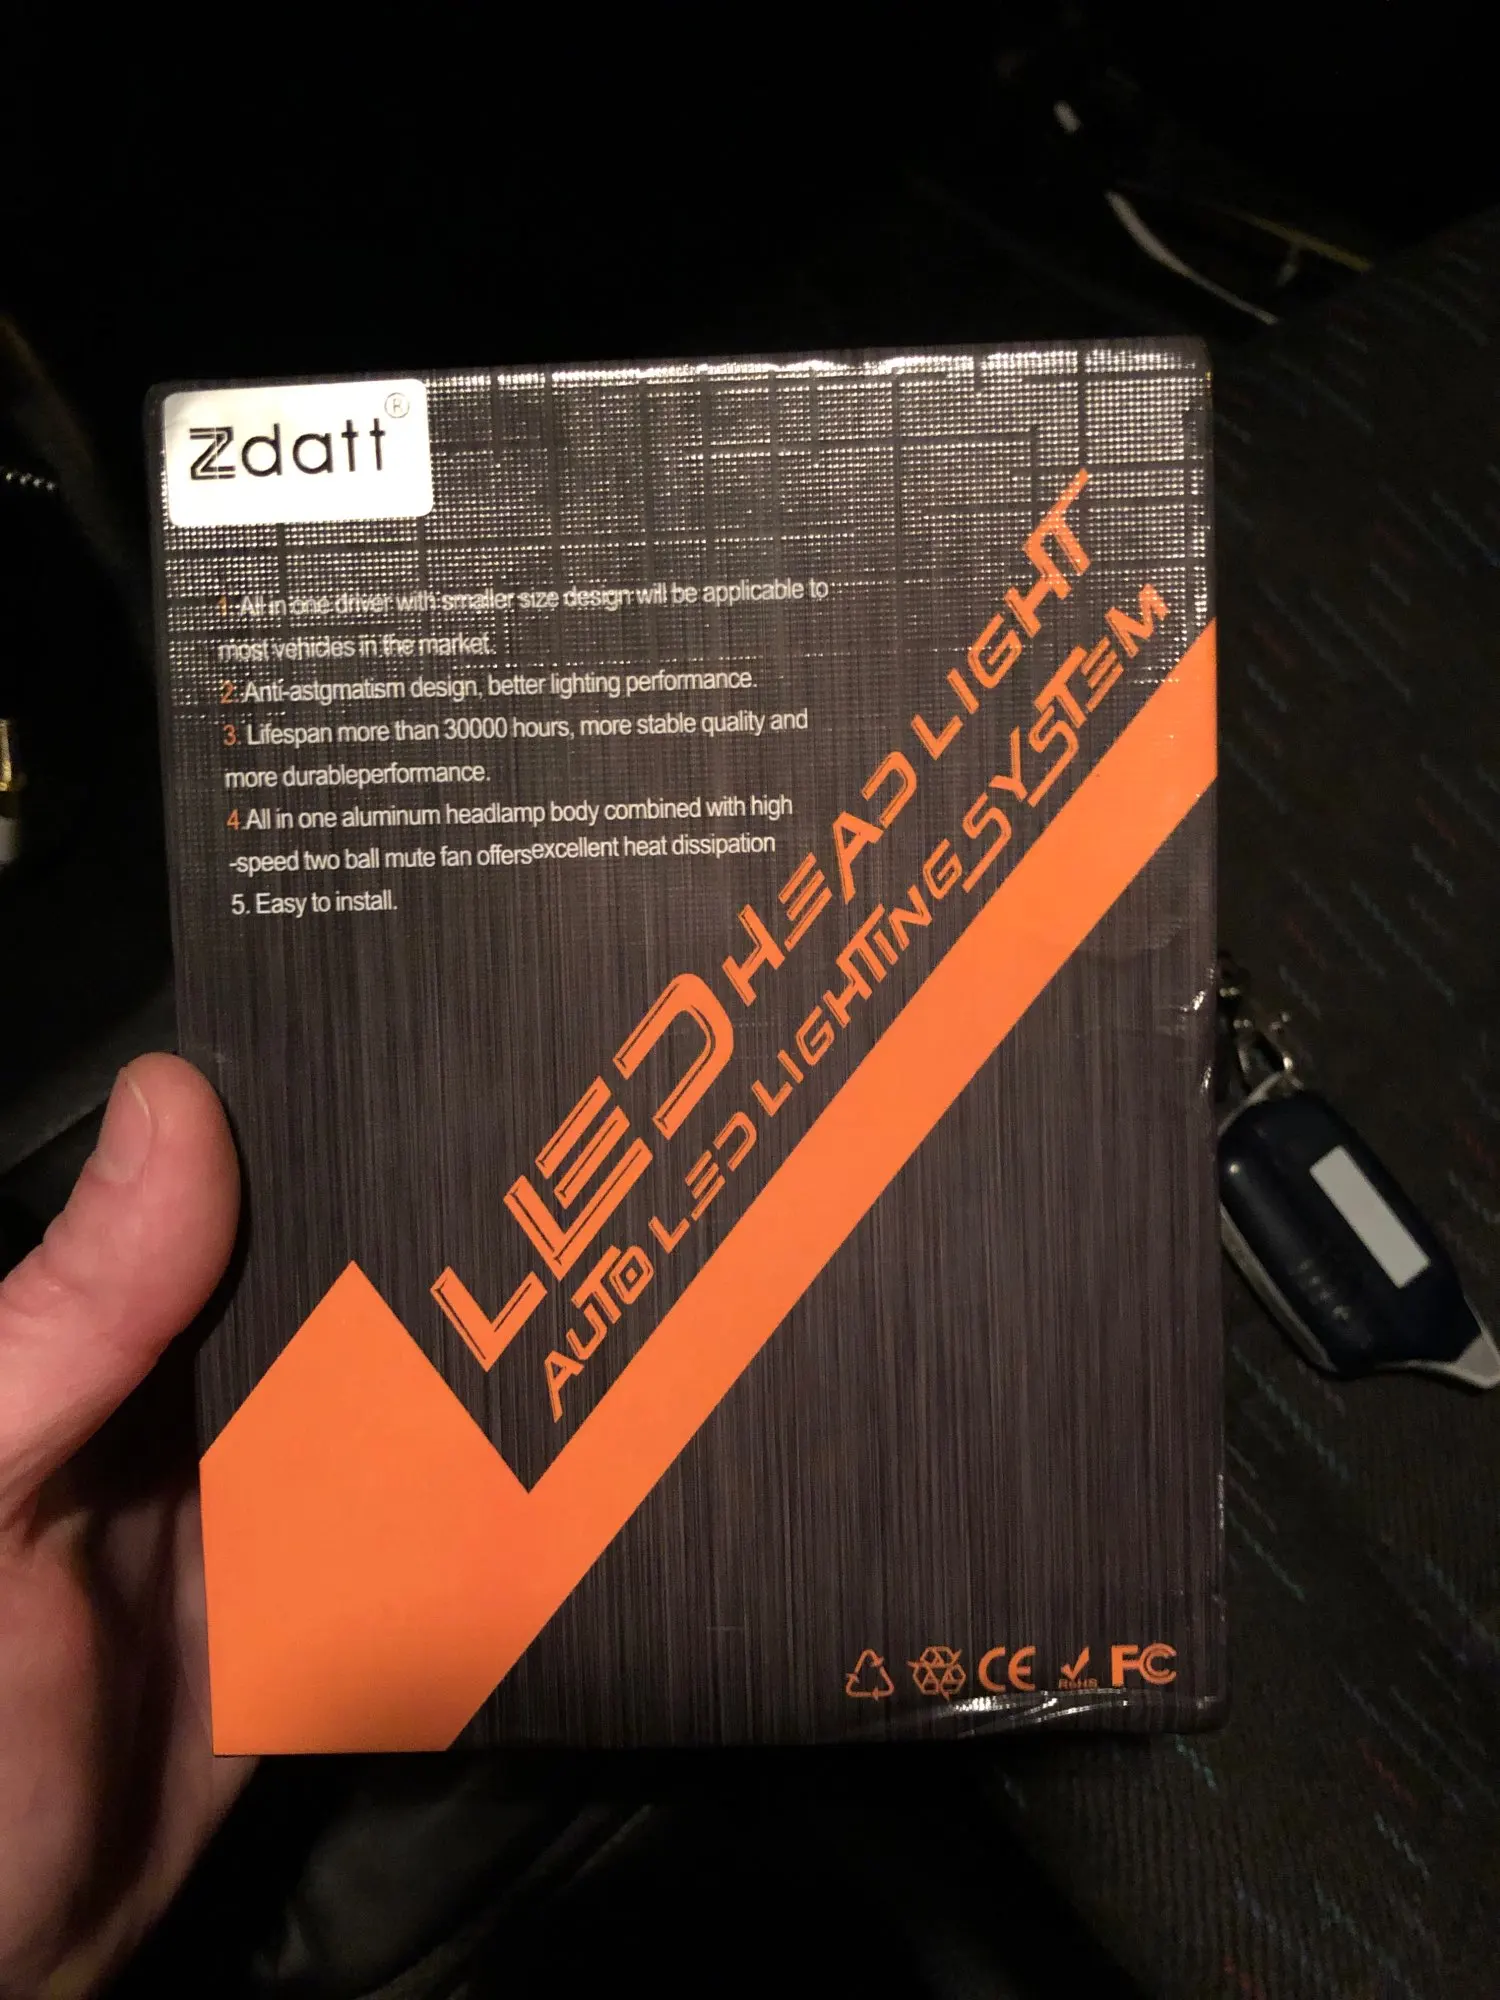 Zdatt®
1. All in one driver with smaller size design will be applicable to
most vehicles in the market.
2.Anti-astgmatism design, better lighting performance.
3. Lifespan more than 30000 hours, more stable quality and
more durableperformance.
4.All in one aluminum headlamp body combined with high
-speed two ball mute fan offersexcellent heat dissipation
5. Easy to install.
LED HEADLIGHT
AUTO LED LIGHTING SYSTEM
CE RoHS FC